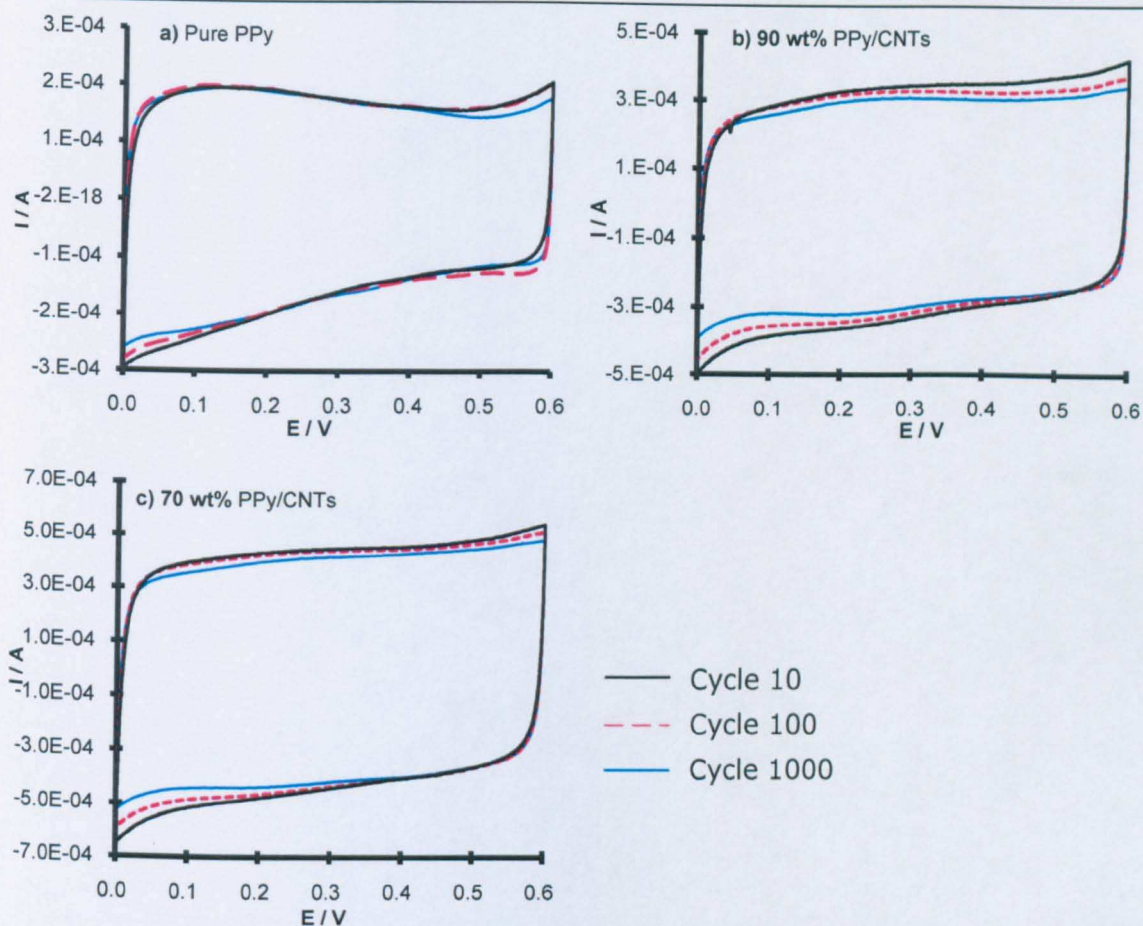 3.E-04
2.E-04
1.E-04
-2.E-18
-1.E-04
-2.E-04
-3.E-04
I / A
a) Pure PPy
0.0 0.1 0.2 0.3 0.4 0.5 0.6
E / V
5.E-04
3.E-04
1.E-04
-1.E-04
-3.E-04
-5.E-04
I / A
b) 90 wt% PPy/CNTs
0.0 0.1 0.2 0.3 0.4 0.5 0.6
E / V
7.0E-04
5.0E-04
3.0E-04
1.0E-04
-1.0E-04
-3.0E-04
-5.0E-04
-7.0E-04
I / A
c) 70 wt% PPy/CNTs
0.0 0.1 0.2 0.3 0.4 0.5 0.6
E / V
Cycle 10
Cycle 100
Cycle 1000